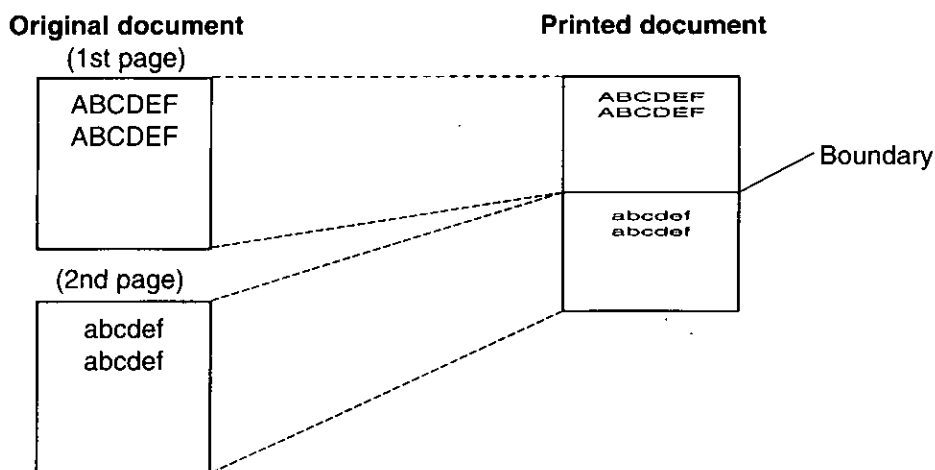 Original document
(1st page)
ABCDEF
ABCDEF
(2nd page)
abcdef
abcdef
Printed document
ABCDEF
ABCDEF
Boundary
abcdef
abcdef